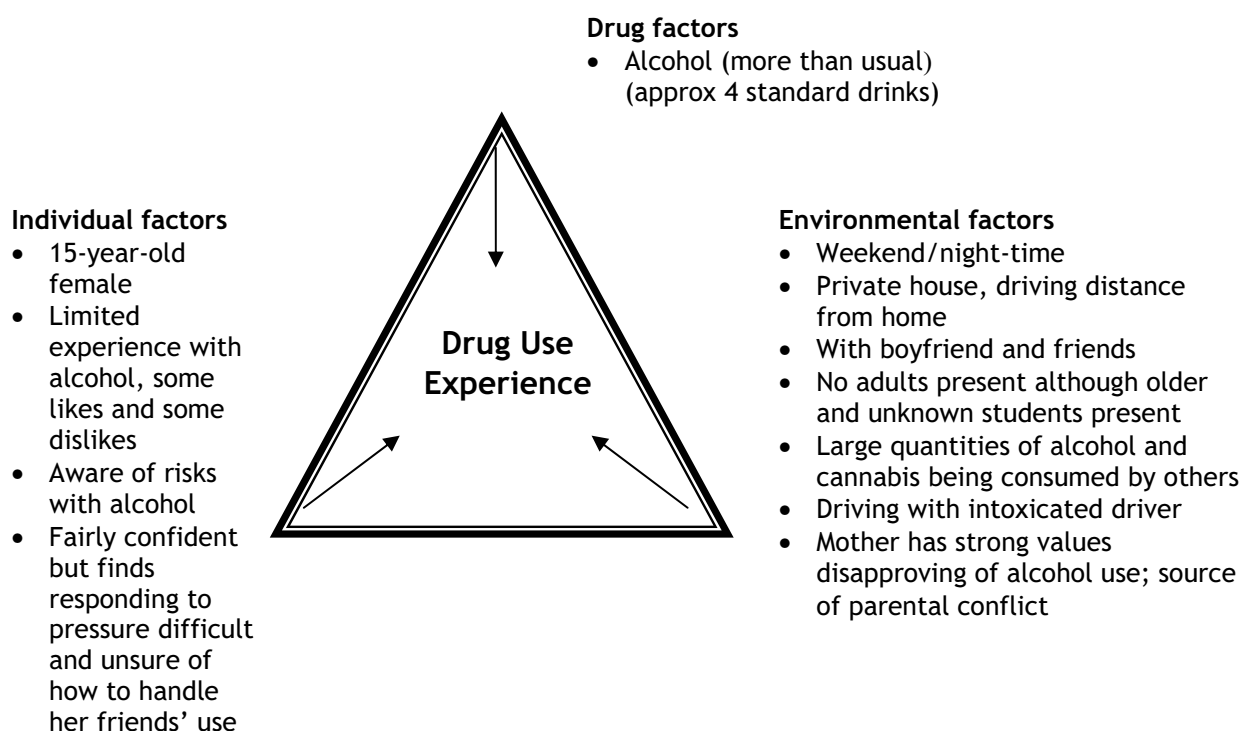 Drug factors
• Alcohol (more than usual)
(approx 4 standard drinks)
Individual factors
• 15-year-old
female
• Limited
experience with
alcohol, some
likes and some
dislikes
• Aware of risks
with alcohol
• Fairly confident
but finds
responding to
pressure difficult
and unsure of
how to handle
her friends’ use
Drug Use
Experience
Environmental factors
• Weekend/night-time
• Private house, driving distance
from home
• With boyfriend and friends
• No adults present although older
and unknown students present
• Large quantities of alcohol and
cannabis being consumed by others
• Driving with intoxicated driver
• Mother has strong values
disapproving of alcohol use; source
of parental conflict